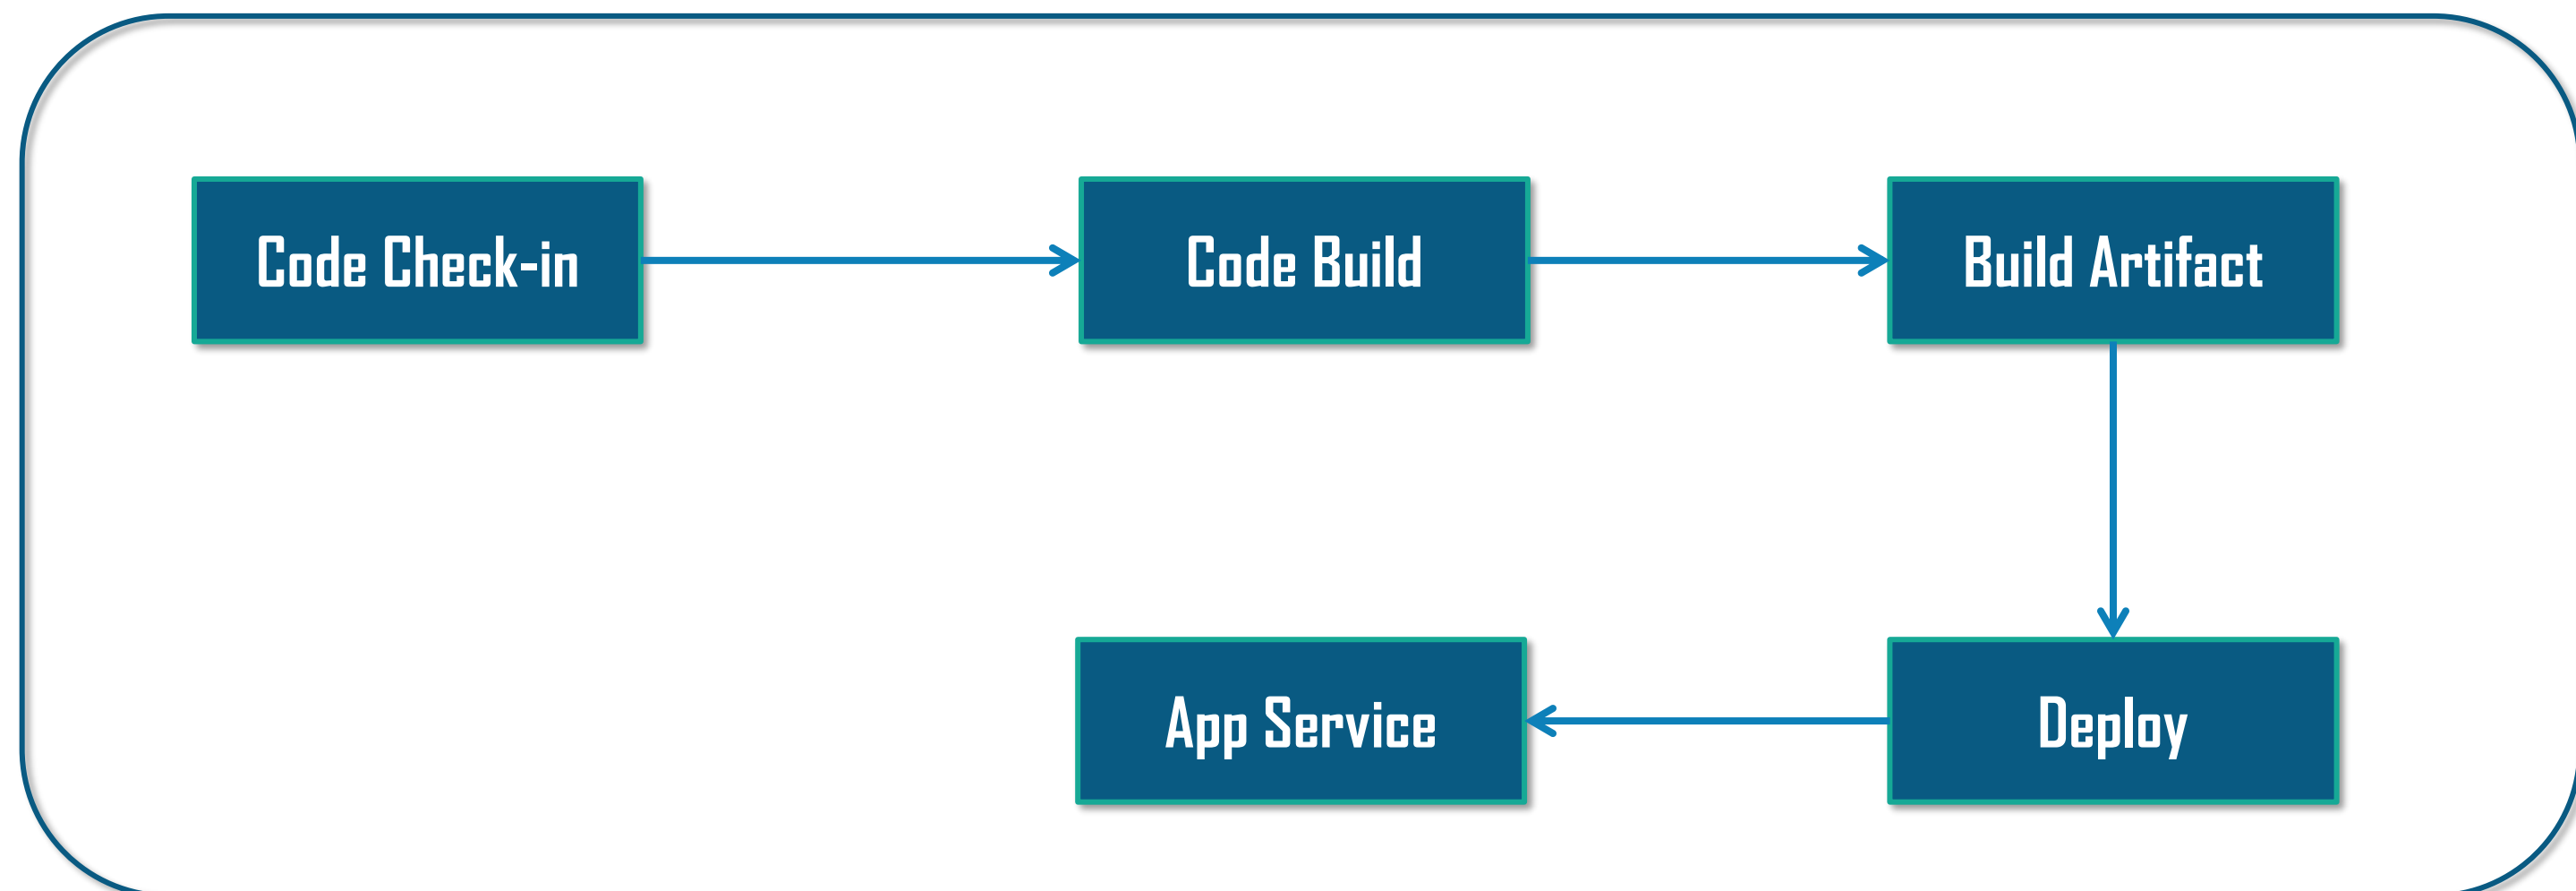 Code Check-in
Code Build
Build Artifact
App Service
Deploy